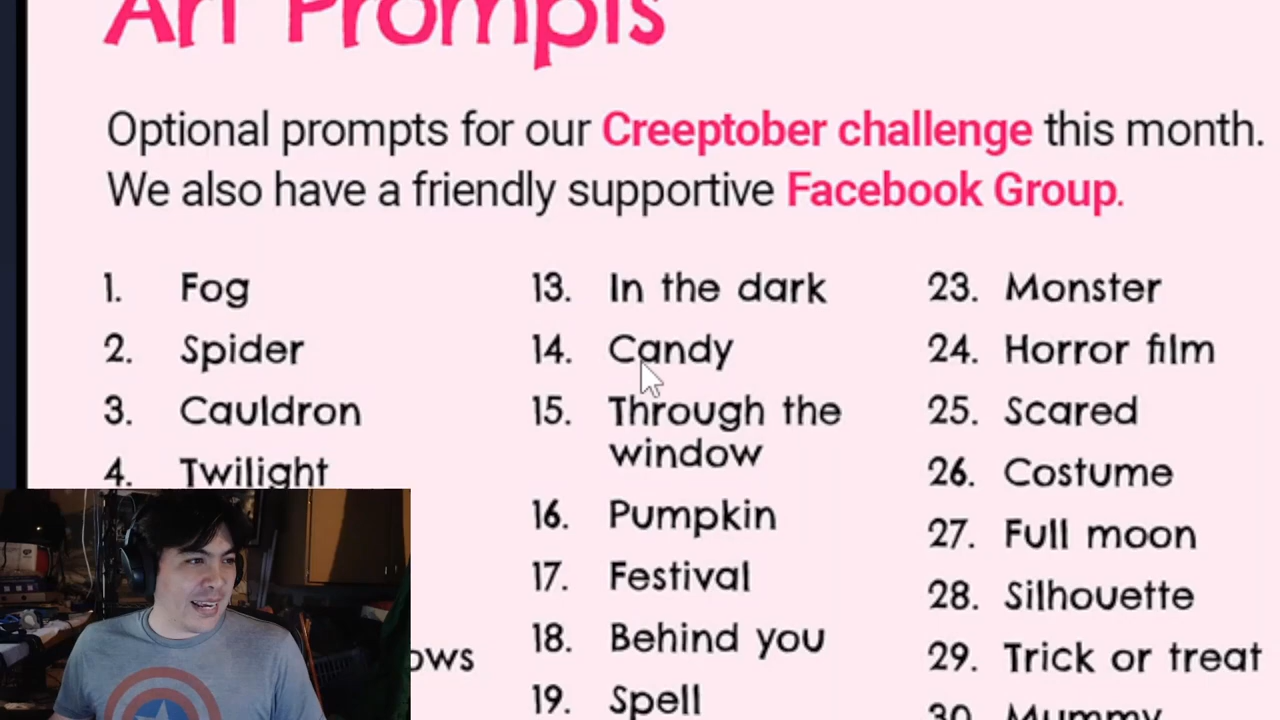 Art Prompts
Optional prompts for our Creeptober challenge this month.
We also have a friendly supportive Facebook Group.
1. Fog
2. Spider
3. Cauldron
4. Twilight
ows
13. In the dark
14. Candy
15. Through the
window
16. Pumpkin
17. Festival
18. Behind you
19. Spell
23. Monster
24. Horror film
25. Scared
26. Costume
27. Full moon
28. Silhouette
29. Trick or treat
30. Mummy